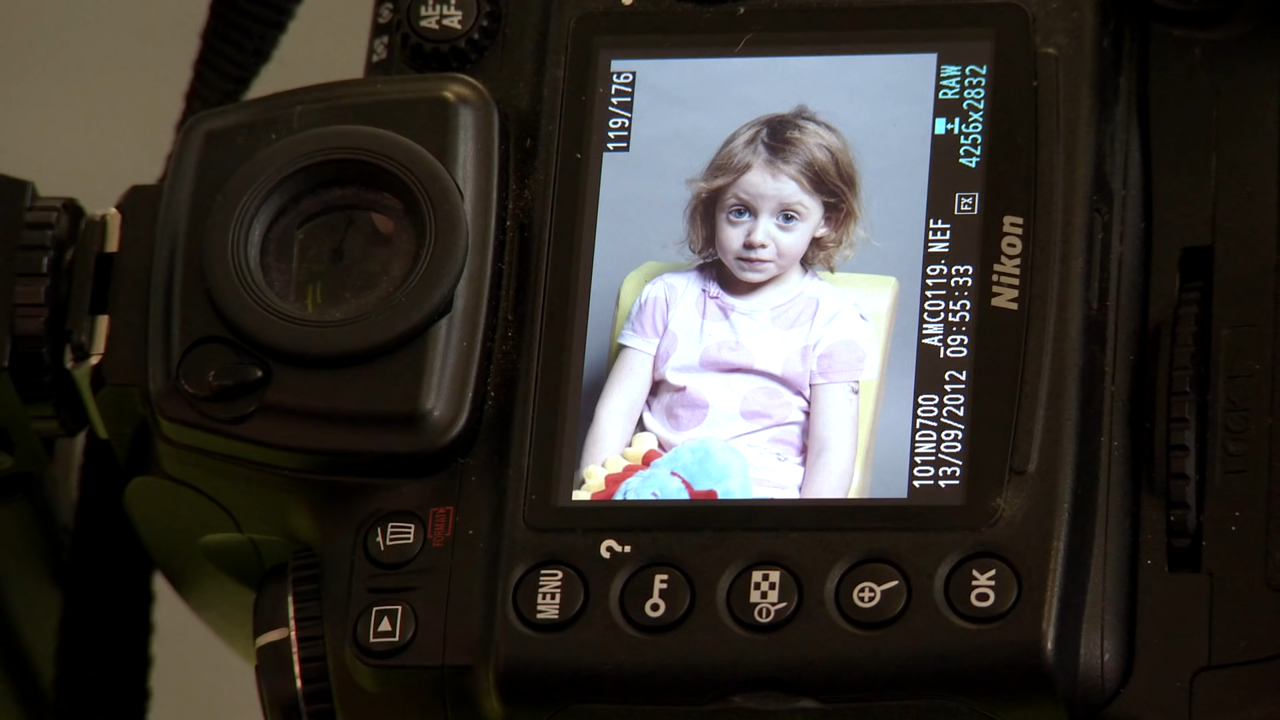 AE-L
AF-L
119/176
RAW
4256x2832
FX
101ND700 _AMC0119.NEF
13/09/2012 09:55:33
Nikon
FORMAT
MENU
?
OK